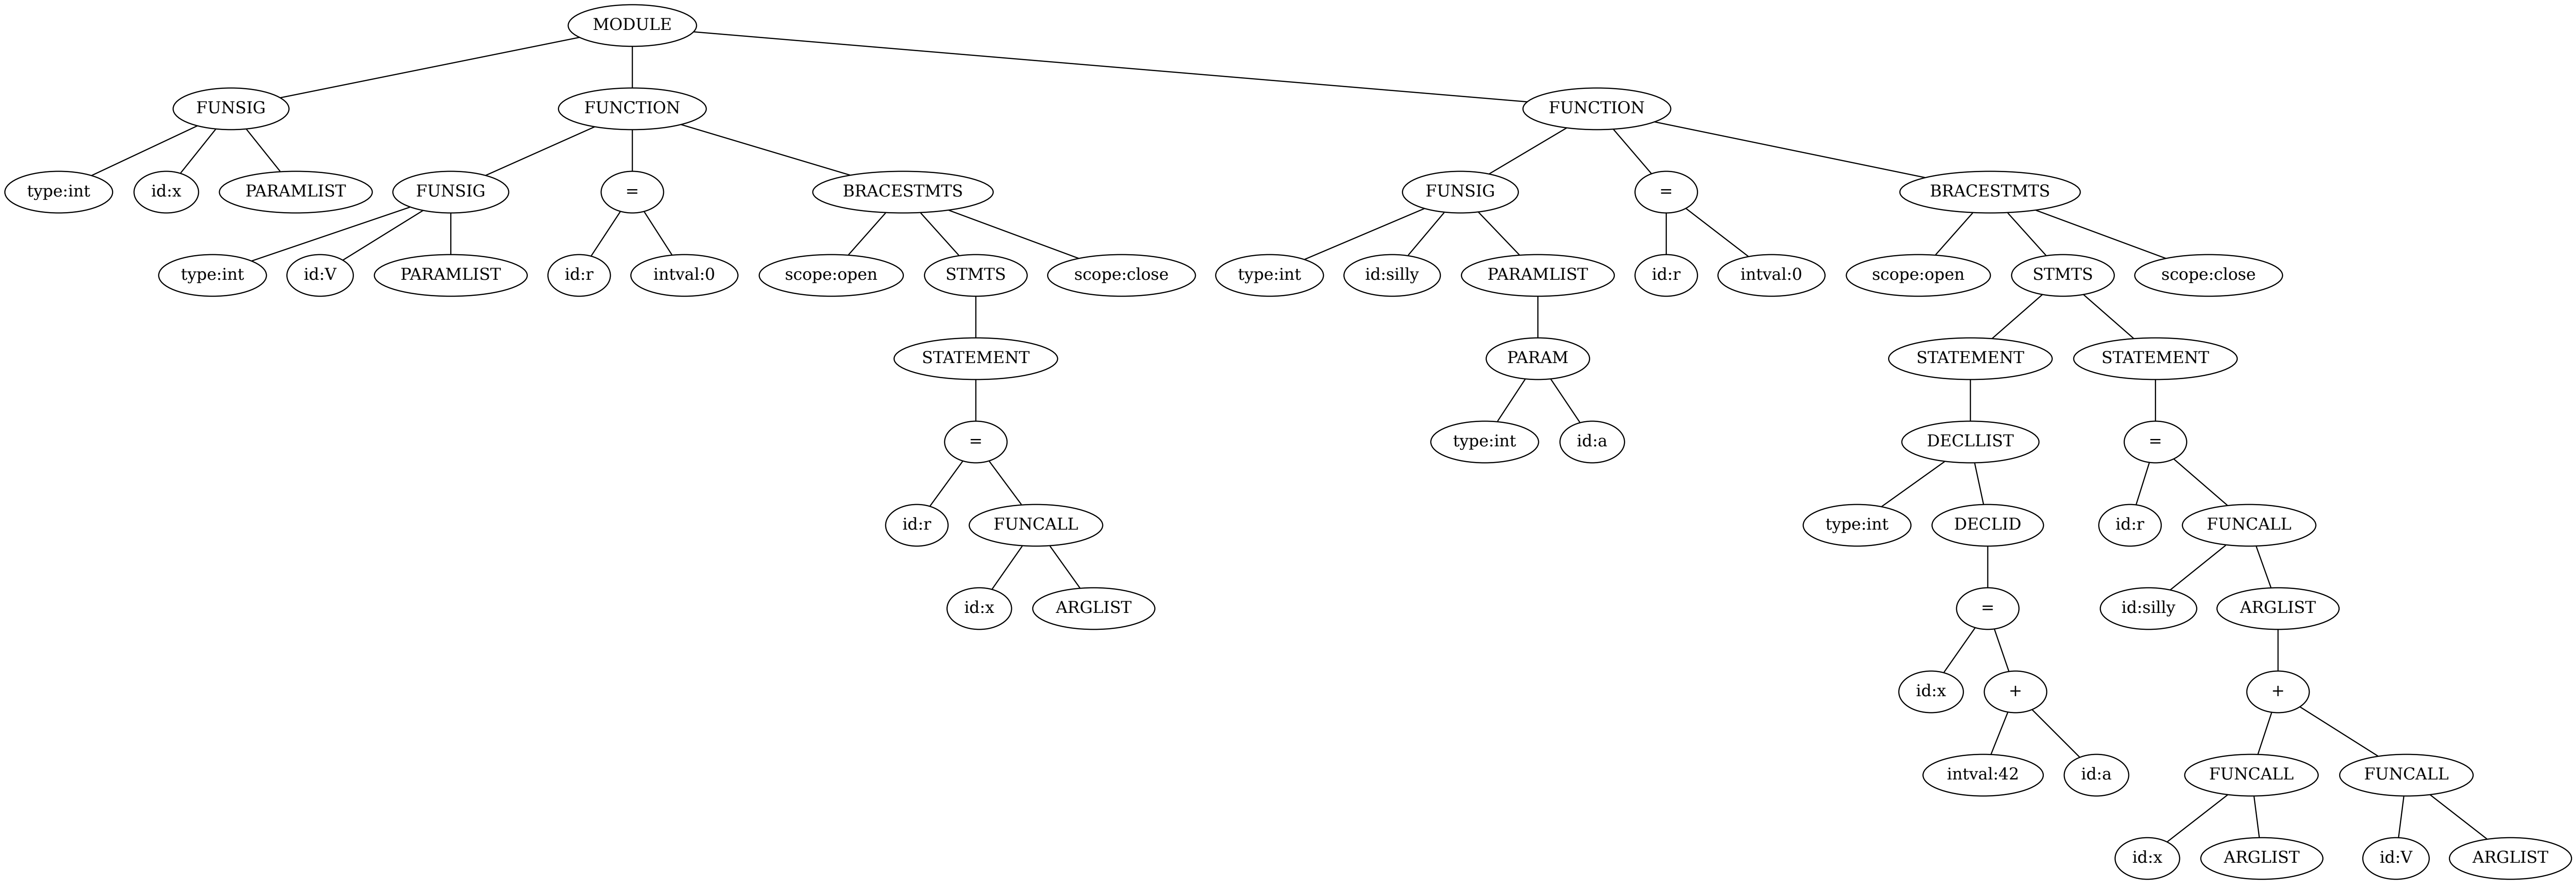 MODULE
FUNSIG FUNCTION FUNCTION
type:int id:x PARAMLIST FUNSIG = BRACESTMTS FUNSIG = BRACESTMTS
type:int id:V PARAMLIST id:r intval:0 scope:open STMTS scope:close type:int id:silly PARAMLIST id:r intval:0 scope:open STMTS scope:close
STATEMENT PARAM STATEMENT STATEMENT
= type:int id:a DECLLIST =
id:r FUNCALL type:int DECLID id:r FUNCALL
id:x ARGLIST = id:silly ARGLIST
id:x + +
intval:42 id:a FUNCALL FUNCALL
id:x ARGLIST id:V ARGLIST